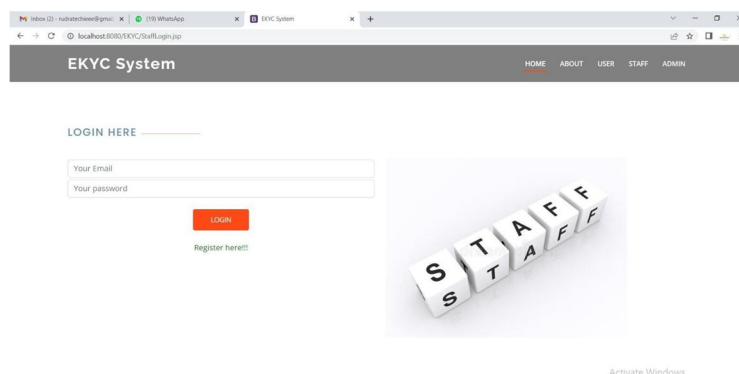 Inbox (2) - rudratechieee@gmai
(19) WhatsApp
EKYC System
localhost:8080/EKYC/StaffLogin.jsp
EKYC System
HOME ABOUT USER STAFF ADMIN
LOGIN HERE
Your Email
Your password
LOGIN
Register here!!!
STAFF
STAFF
Activate Windows